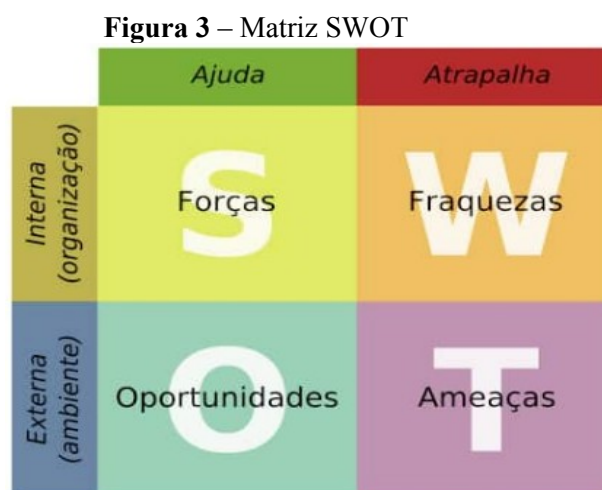 Figura 3 – Matriz SWOT
Ajuda
Atrapalha
Interna
(organização)
S
Forças
W
Fraquezas
Externa
(ambiente)
O
Oportunidades
T
Ameaças